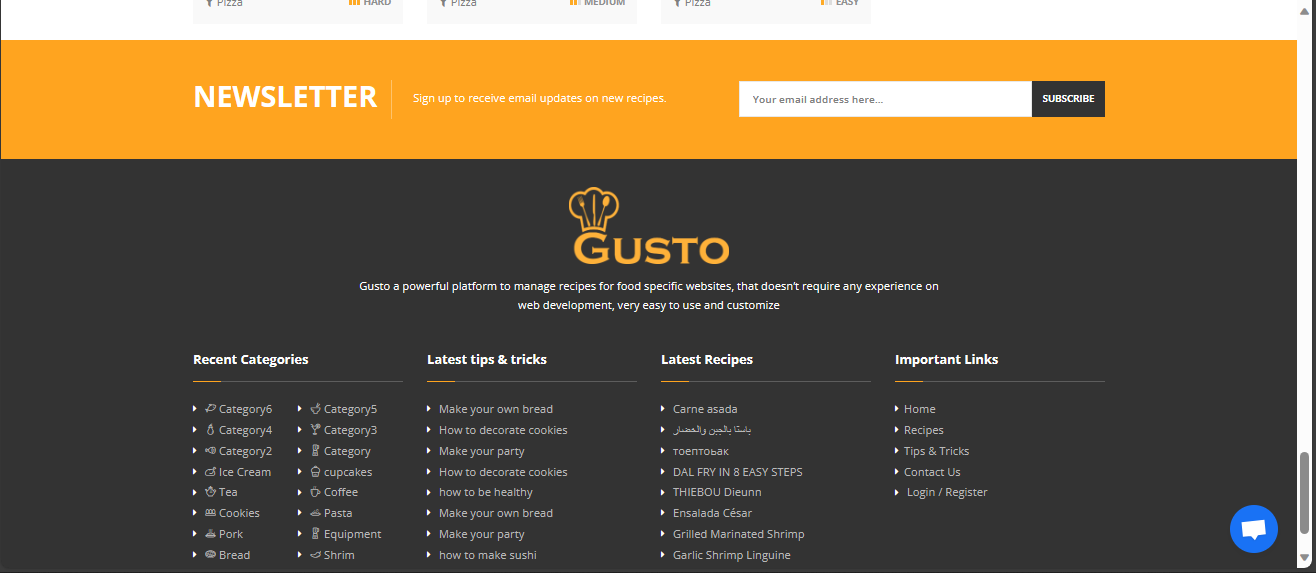 Pizza HARD Pizza MEDIUM Pizza EASY
NEWSLETTER
Sign up to receive email updates on new recipes.
Your email address here...
SUBSCRIBE
GUSTO
Gusto a powerful platform to manage recipes for food specific websites, that doesn't require any experience on
web development, very easy to use and customize
Recent Categories
Category6 Category5
Category4 Category3
Category2 Category
Ice Cream cupcakes
Tea Coffee
Cookies Pasta
Pork Equipment
Bread Shrim
Latest tips & tricks
Make your own bread
How to decorate cookies
Make your party
How to decorate cookies
how to be healthy
Make your own bread
Make your party
how to make sushi
Latest Recipes
Carne asada
باستا بالجبن والخضار
тоептоьак
DAL FRY IN 8 EASY STEPS
THIEBOU Dieunn
Ensalada César
Grilled Marinated Shrimp
Garlic Shrimp Linguine
Important Links
Home
Recipes
Tips & Tricks
Contact Us
Login / Register